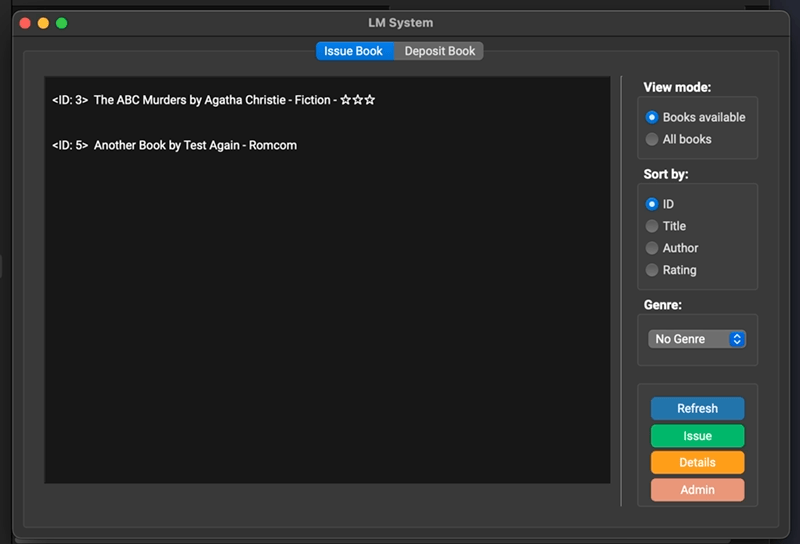 LM System
Issue Book
Deposit Book
<ID: 3> The ABC Murders by Agatha Christie - Fiction - ☆☆☆
<ID: 5> Another Book by Test Again - Romcom
View mode:
Books available
All books
Sort by:
ID
Title
Author
Rating
Genre:
No Genre
Refresh
Issue
Details
Admin